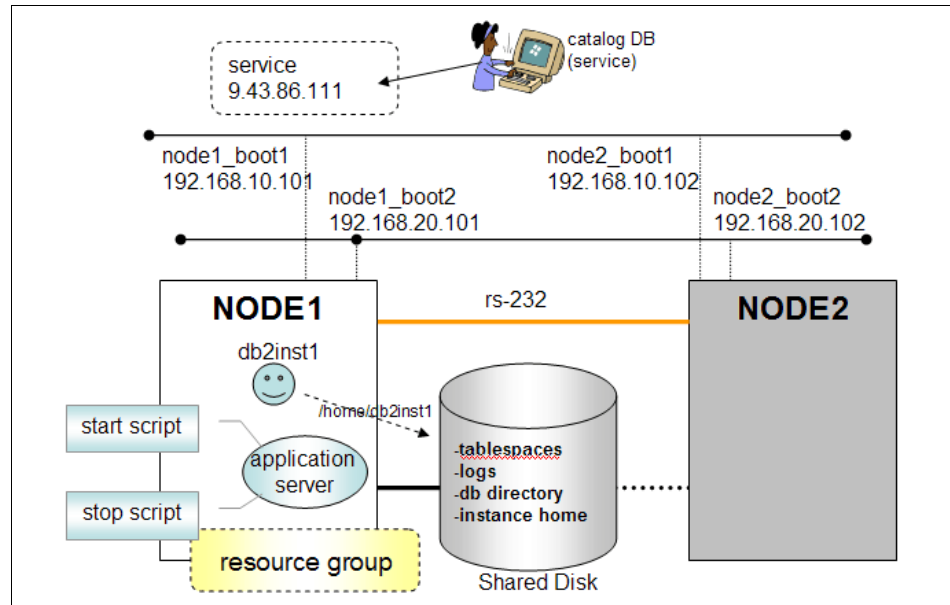 catalog DB
(service)
service
9.43.86.111
node1_boot1
192.168.10.101
node2_boot1
192.168.10.102
node1_boot2
192.168.20.101
node2_boot2
192.168.20.102
NODE1
rs-232
NODE2
db2inst1
/home/db2inst1
start script
application
server
stop script
-tablespaces
-logs
-db directory
-instance home
resource group
Shared Disk